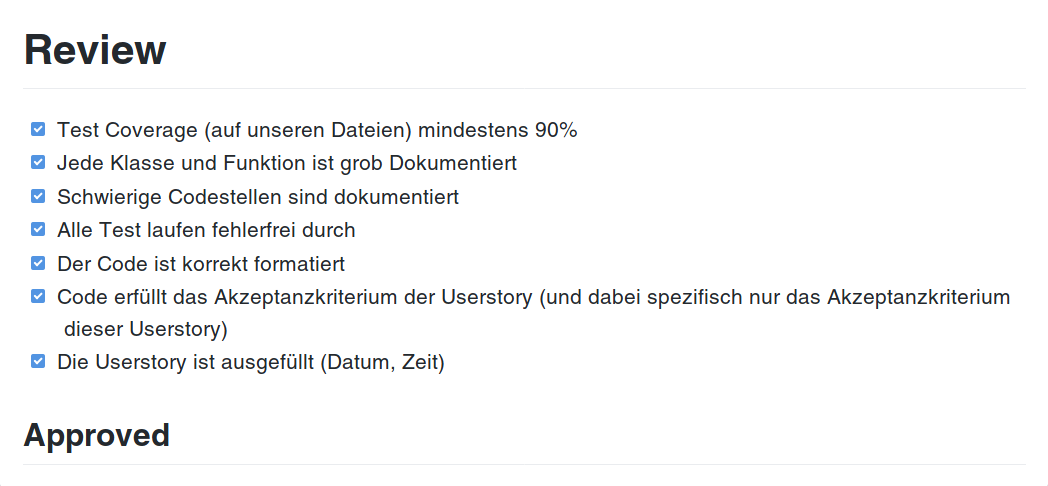 Review
Test Coverage (auf unseren Dateien) mindestens 90%
Jede Klasse und Funktion ist grob Dokumentiert
Schwierige Codestellen sind dokumentiert
Alle Test laufen fehlerfrei durch
Der Code ist korrekt formatiert
Code erfüllt das Akzeptanzkriterium der Userstory (und dabei spezifisch nur das Akzeptanzkriterium
dieser Userstory)
Die Userstory ist ausgefüllt (Datum, Zeit)
Approved